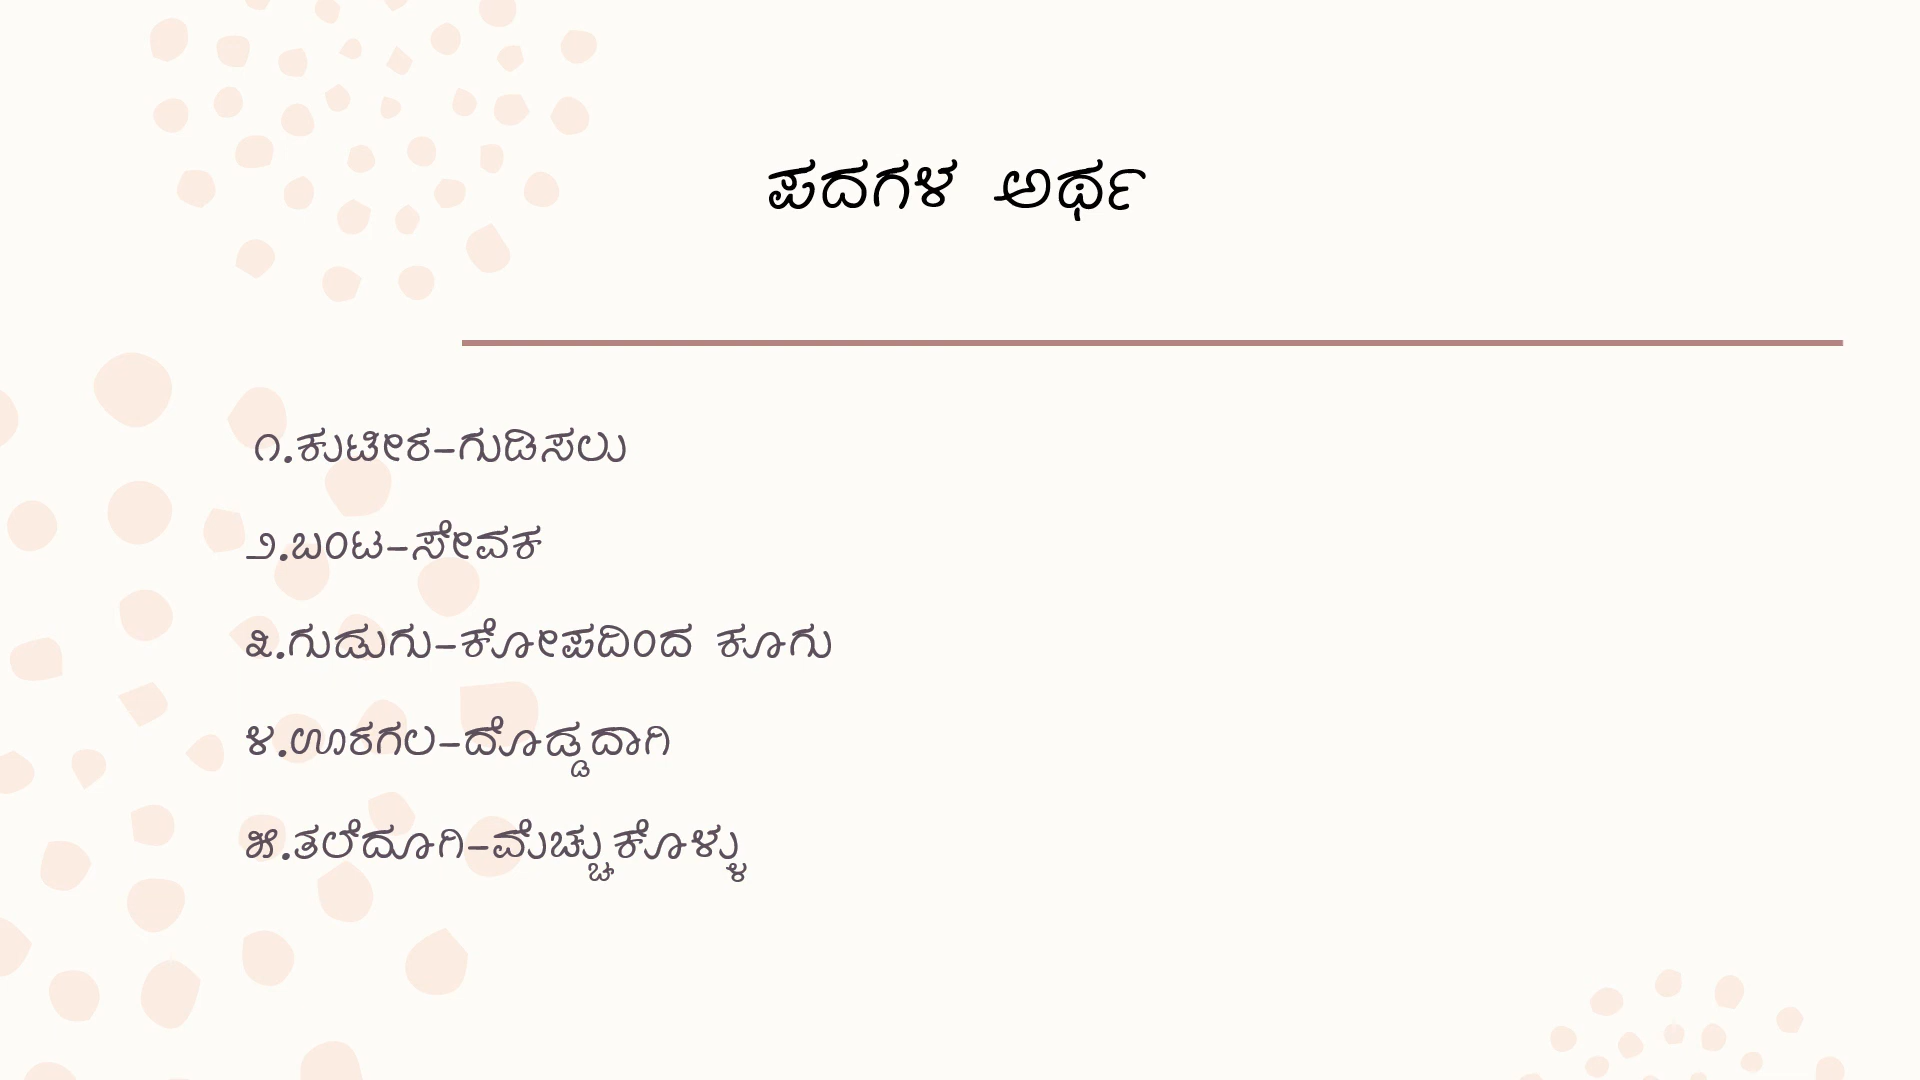 ಪದಗಳ ಅರ್ಥ
೧.ಕುಟೀರ-ಗುಡಿಸಲು
೨.ಬಂಟ-ಸೇವಕ
೩.ಗುಡುಗು-ಕೋಪದಿಂದ ಕೂಗು
೪.ಊರಗಲ-ದೊಡ್ಡದಾಗಿ
೫.ತಲೆದೂಗಿ-ಮೆಚ್ಚುಕೊಳ್ಳು